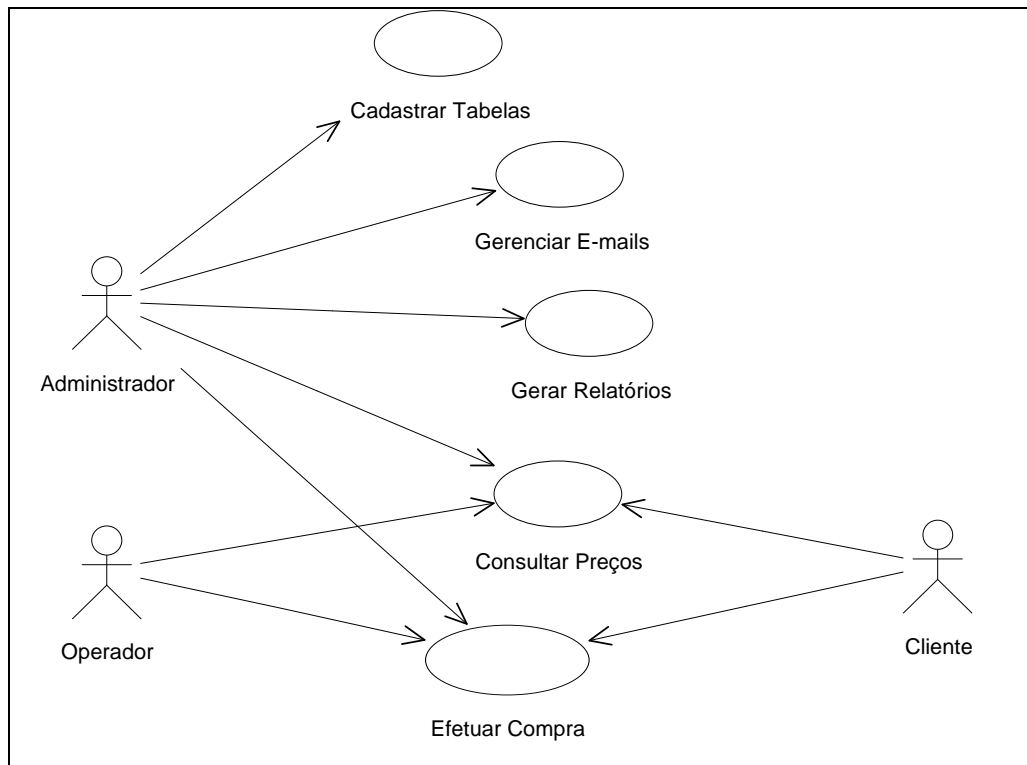 Cadastrar Tabelas
Gerenciar E-mails
Administrador
Gerar Relatórios
Consultar Preços
Operador
Cliente
Efetuar Compra